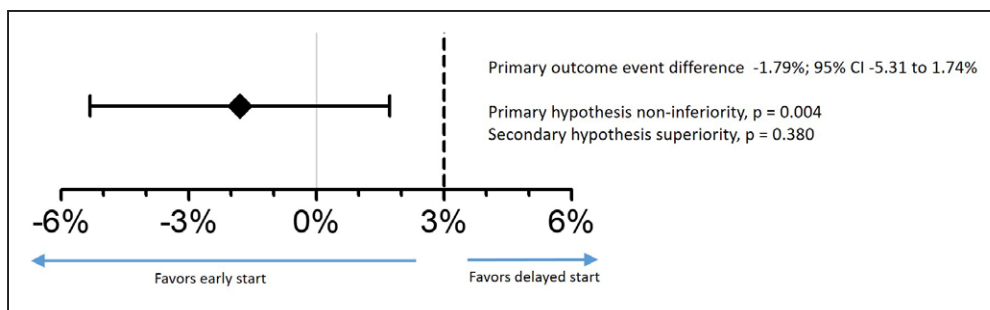 Primary outcome event difference -1.79%; 95% CI -5.31 to 1.74%
Primary hypothesis non-inferiority, p = 0.004
Secondary hypothesis superiority, p = 0.380
-6% -3% 0% 3% 6%
Favors early start Favors delayed start